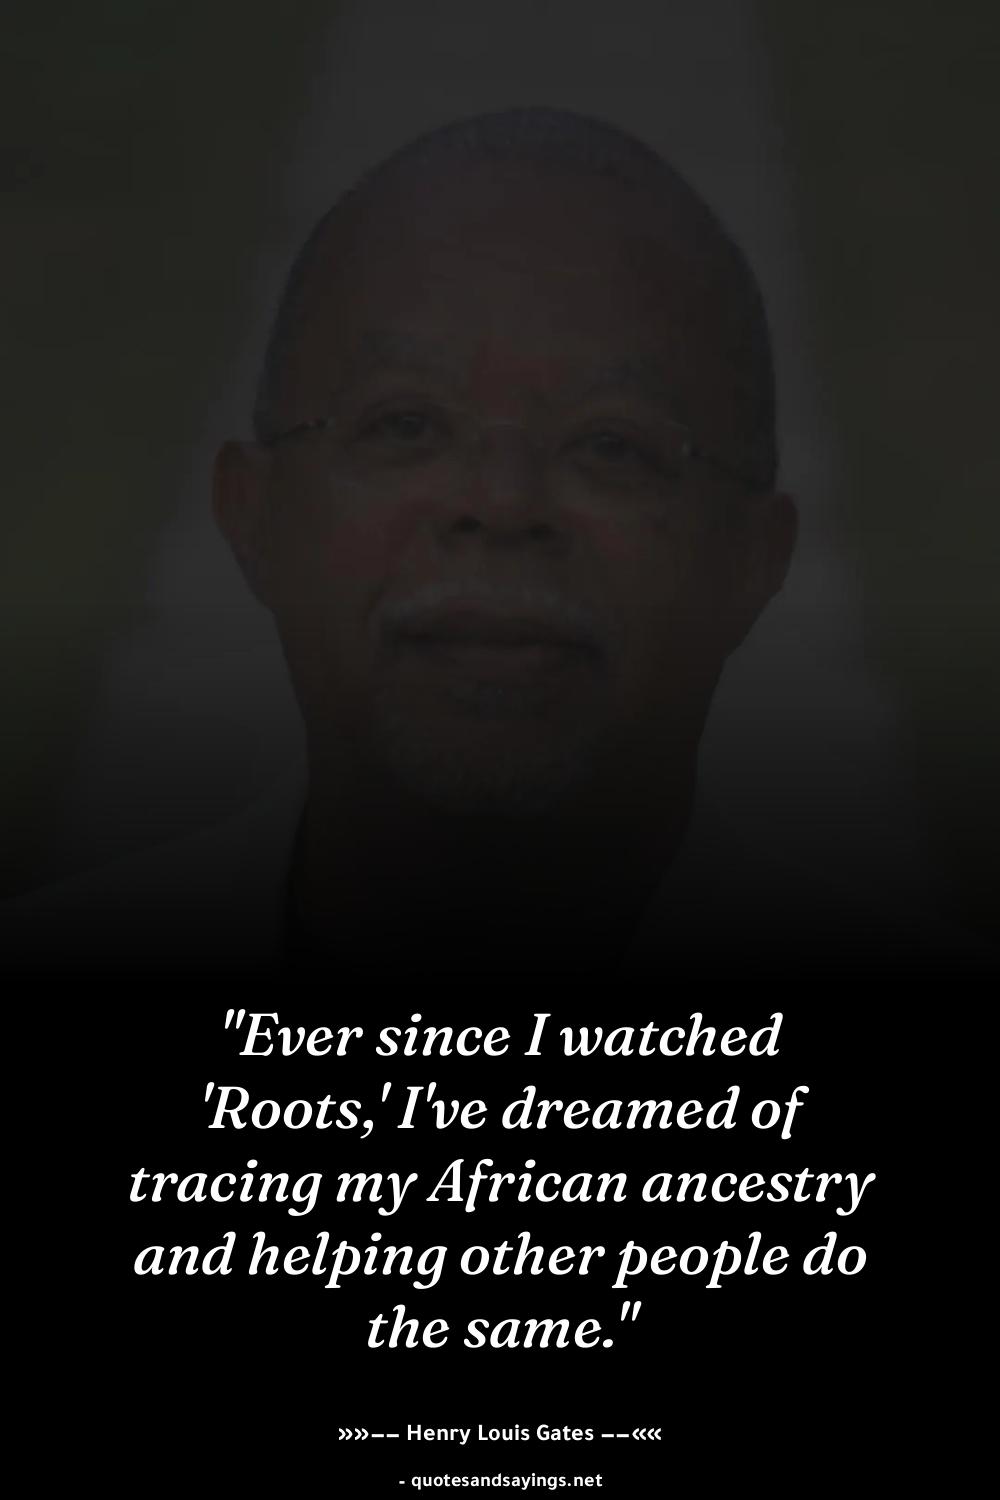 "Ever since I watched
'Roots,' I've dreamed of
tracing my African ancestry
and helping other people do
the same."
»»–– Henry Louis Gates ––««
- quotesandsayings.net